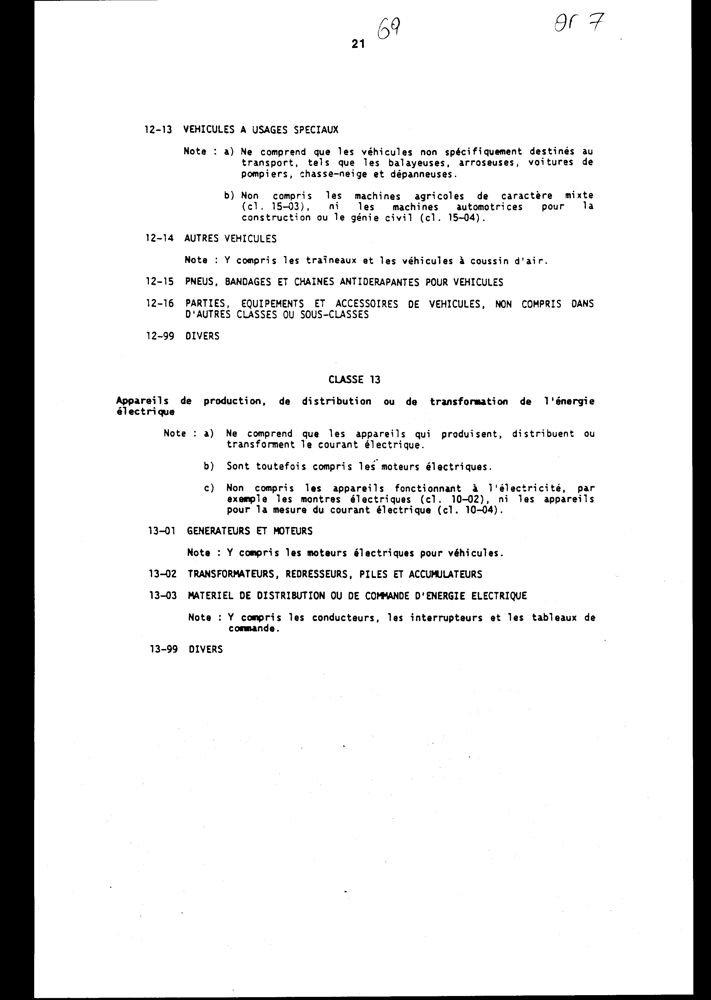 69
21
12-13 VEHICULES A USAGES SPECIAUX
Note : a) Ne comprend que les véhicules non spécifiquement destinés au
transport, tels que les balayeuses, arroseuses, voitures de
pompiers, chasse-neige et dépanneuses.
b) Non compris les machines agricoles de caractère mixte
(cl. 15-03), ni les machines automotrices pour la
construction ou le génie civil (cl. 15-04).
12-14 AUTRES VEHICULES
Note : Y compris les traîneaux et les véhicules à coussin d'air.
12-15 PNEUS, BANDAGES ET CHAINES ANTIDERAPANTES POUR VEHICULES
12-16 PARTIES, EQUIPEMENTS ET ACCESSOIRES DE VEHICULES, NON COMPRIS DANS
D'AUTRES CLASSES OU SOUS-CLASSES
12-99 DIVERS
CLASSE 13
Appareils de production, de distribution ou de transformation de l'énergie
électrique
Note : a) Ne comprend que les appareils qui produisent, distribuent ou
transforment le courant électrique.
b) Sont toutefois compris les moteurs électriques.
c) Non compris les appareils fonctionnant à l'électricité, par
exemple les montres électriques (cl. 10-02), ni les appareils
pour la mesure du courant électrique (cl. 10-04).
13-01 GENERATEURS ET MOTEURS
Note : Y compris les moteurs électriques pour véhicules.
13-02 TRANSFORMATEURS, REDRESSEURS, PILES ET ACCUMULATEURS
13-03 MATERIEL DE DISTRIBUTION OU DE COMMANDE D'ENERGIE ELECTRIQUE
Note : Y compris les conducteurs, les interrupteurs et les tableaux de
commande.
13-99 DIVERS